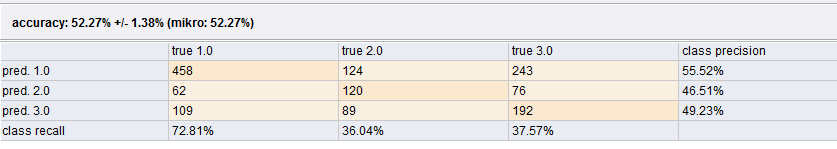 accuracy: 52.27% +/- 1.38% (mikro: 52.27%)
true 1.0 true 2.0 true 3.0 class precision
pred. 1.0 458 124 243 55.52%
pred. 2.0 62 120 76 46.51%
pred. 3.0 109 89 192 49.23%
class recall 72.81% 36.04% 37.57%